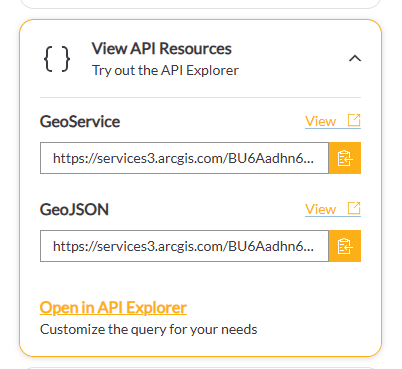 View API Resources
Try out the API Explorer
GeoService
View
https://services3.arcgis.com/BU6Aadhn6...
GeoJSON
View
https://services3.arcgis.com/BU6Aadhn6...
Open in API Explorer
Customize the query for your needs